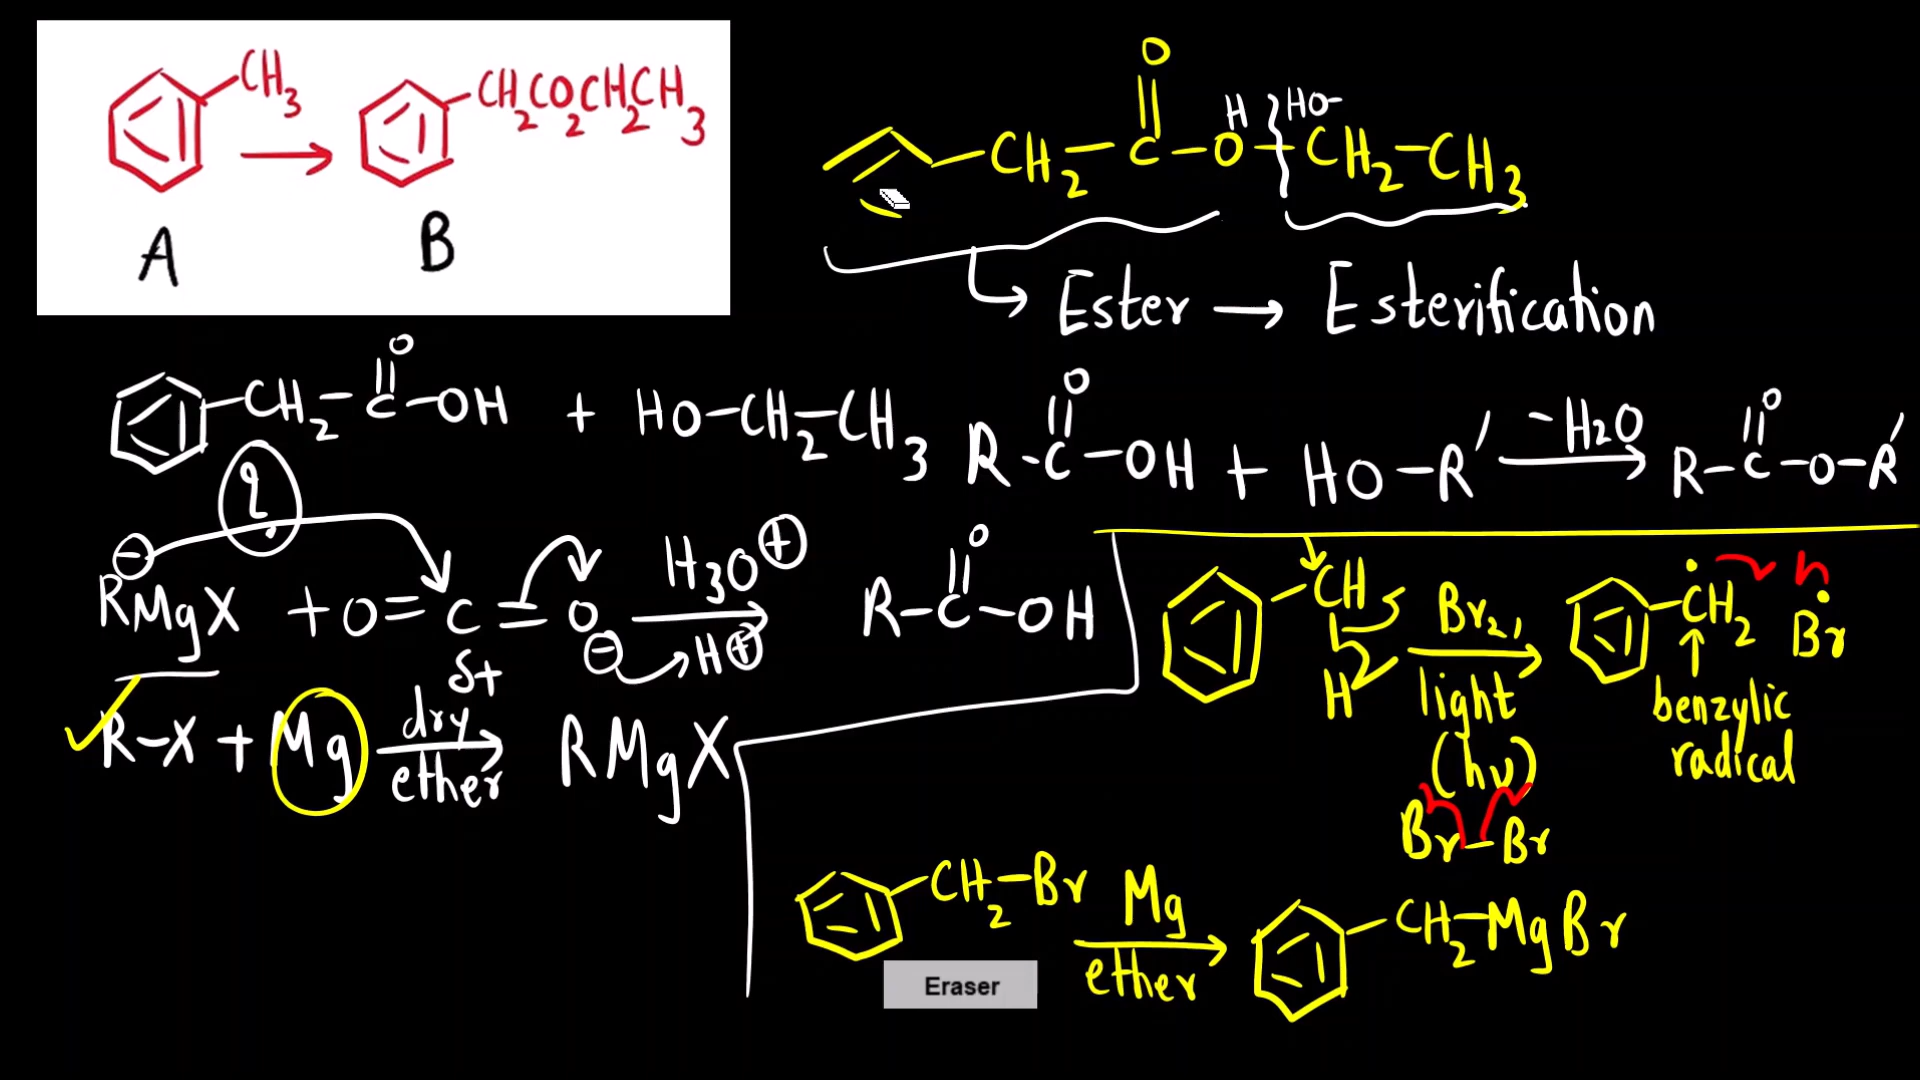 CH3 → CH2CO2CH2CH3
A B
O
CH2-C-O-CH2-CH3
H HO-
Ester → Esterification
CH2-C-OH + HO-CH2-CH3
O
R-C-OH + HO-R' -H2O → R-C-O-R'
O O
?
⊖ RMgX + O=C=O H3O⊕ → R-C-OH
O
δ+ ⊖ H⊕
R-X + Mg dry ether → RMgX
CH H Br2, light (hν) → CH2 Br
benzylic
radical
Br-Br
CH2-Br Mg ether → CH2-MgBr
Eraser